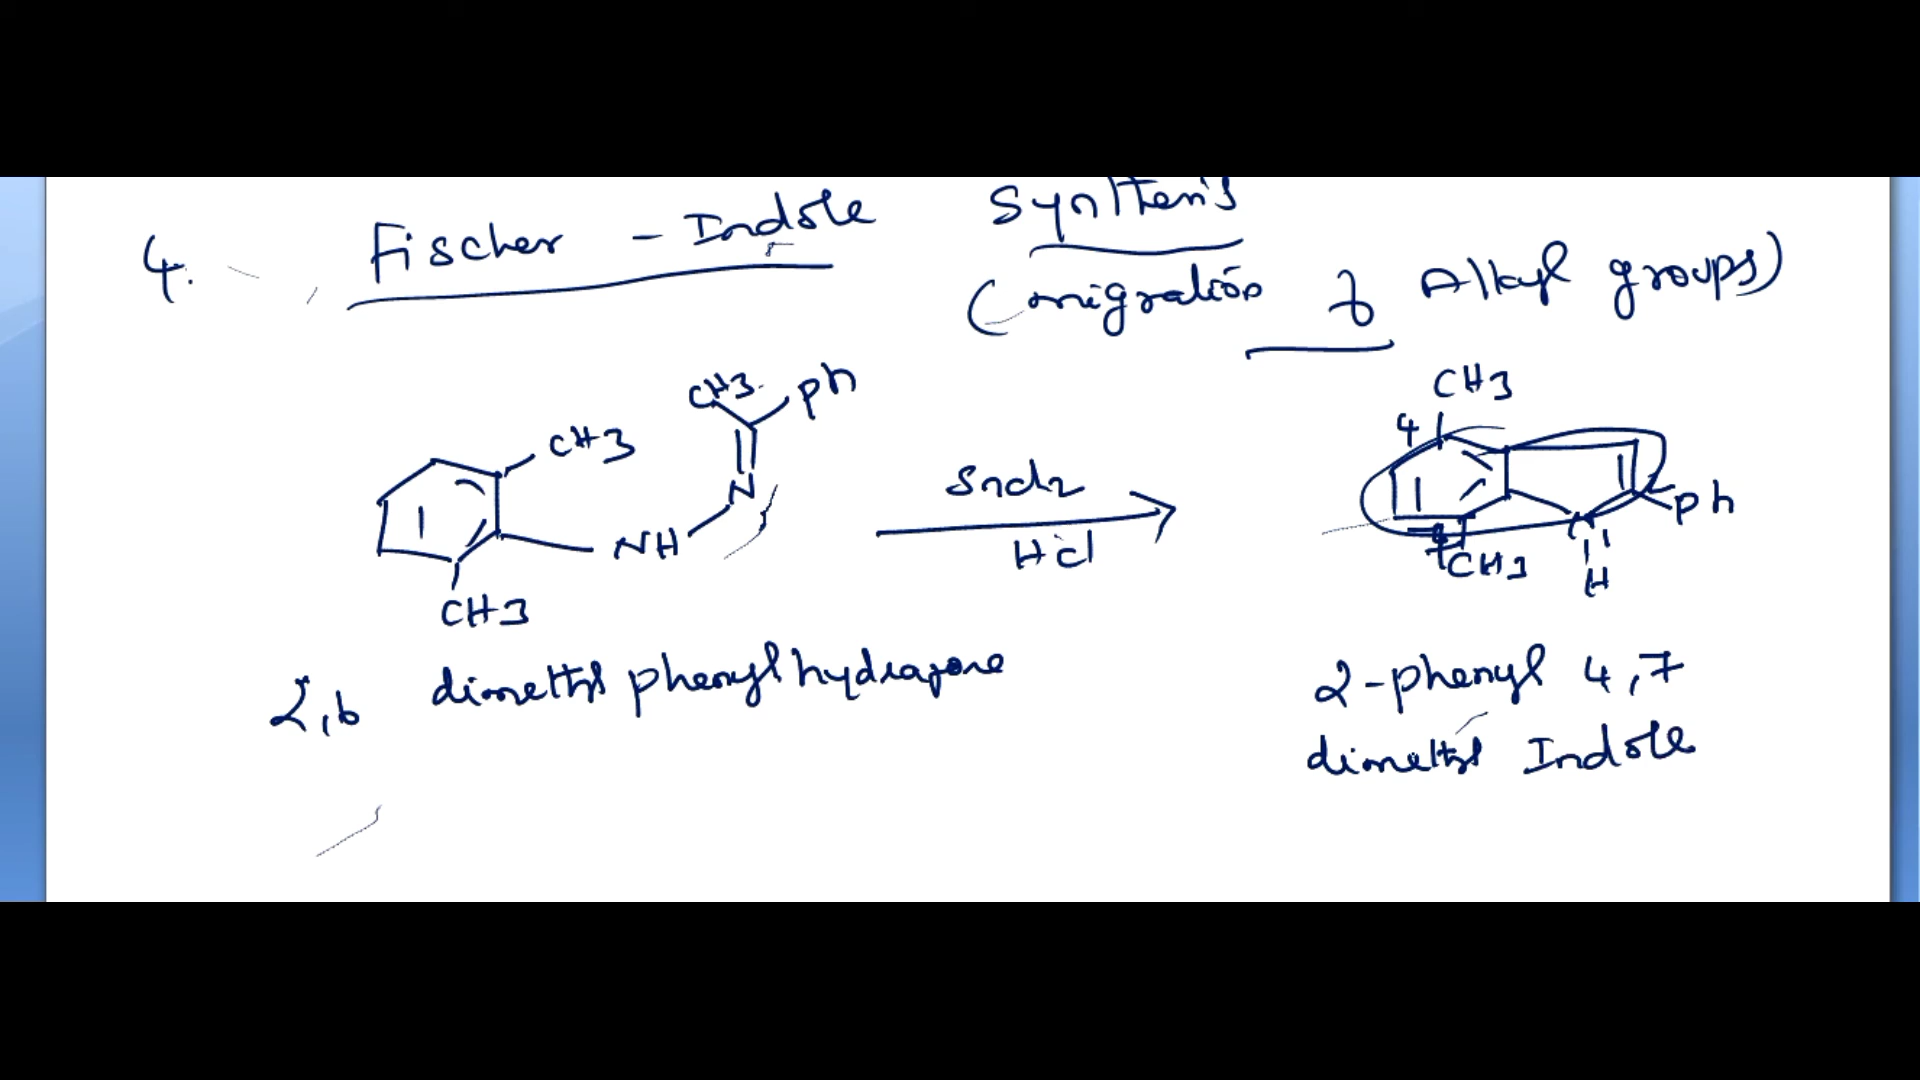 4. Fischer - Indole Synthesis
(migration of Alkyl groups)
CH3 Ph
CH3
N
NH
CH3
SnCl2
HCl
CH3
4
Ph
7
CH3
N
H
2,6 dimethyl phenyl hydrazone
2-phenyl 4,7
dimethyl Indole